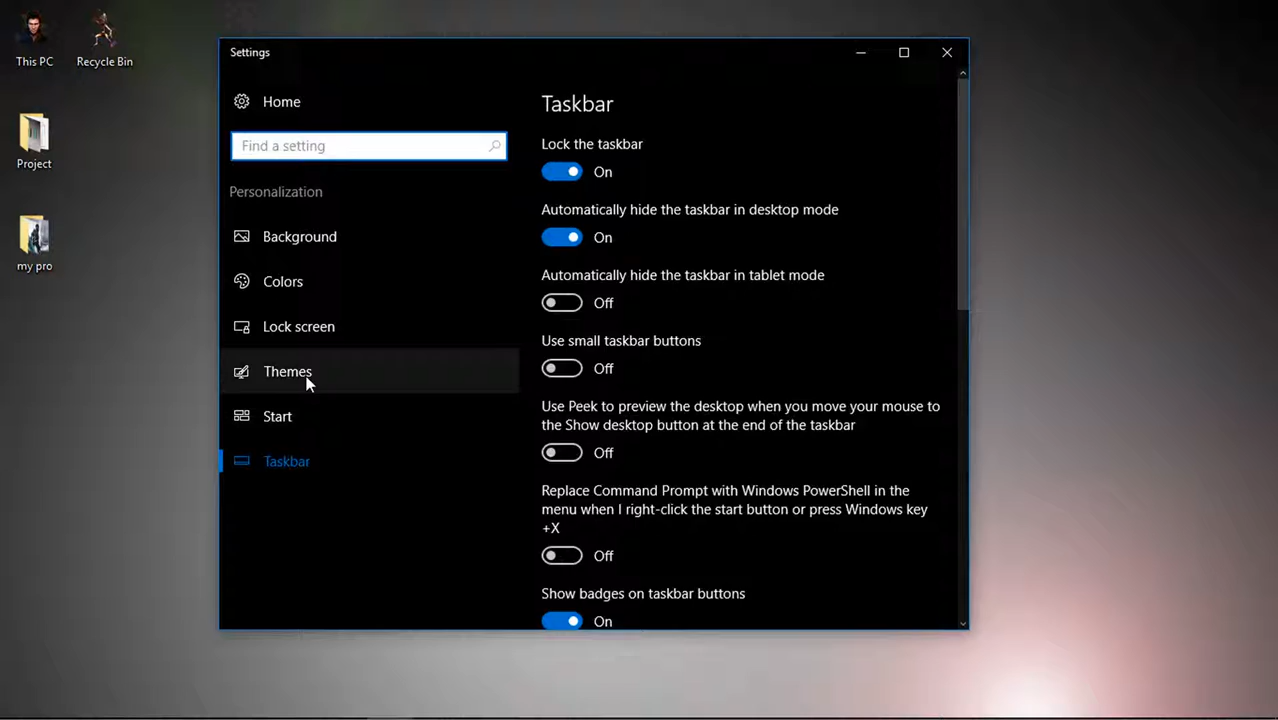 This PC
Recycle Bin
Project
my pro
Settings
Home
Find a setting
Personalization
Background
Colors
Lock screen
Themes
Start
Taskbar
Taskbar
Lock the taskbar
On
Automatically hide the taskbar in desktop mode
On
Automatically hide the taskbar in tablet mode
Off
Use small taskbar buttons
Off
Use Peek to preview the desktop when you move your mouse to
the Show desktop button at the end of the taskbar
Off
Replace Command Prompt with Windows PowerShell in the
menu when I right-click the start button or press Windows key
+X
Off
Show badges on taskbar buttons
On